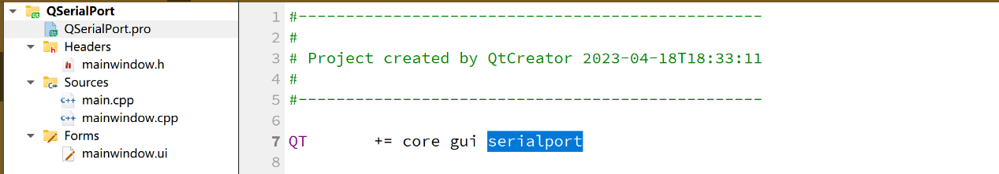 QSerialPort
QSerialPort.pro
Headers
mainwindow.h
Sources
main.cpp
mainwindow.cpp
Forms
mainwindow.ui
1 #-------------------------------------------------
2 #
3 # Project created by QtCreator 2023-04-18T18:33:11
4 #
5 #-------------------------------------------------
6
7 QT       += core gui serialport
8